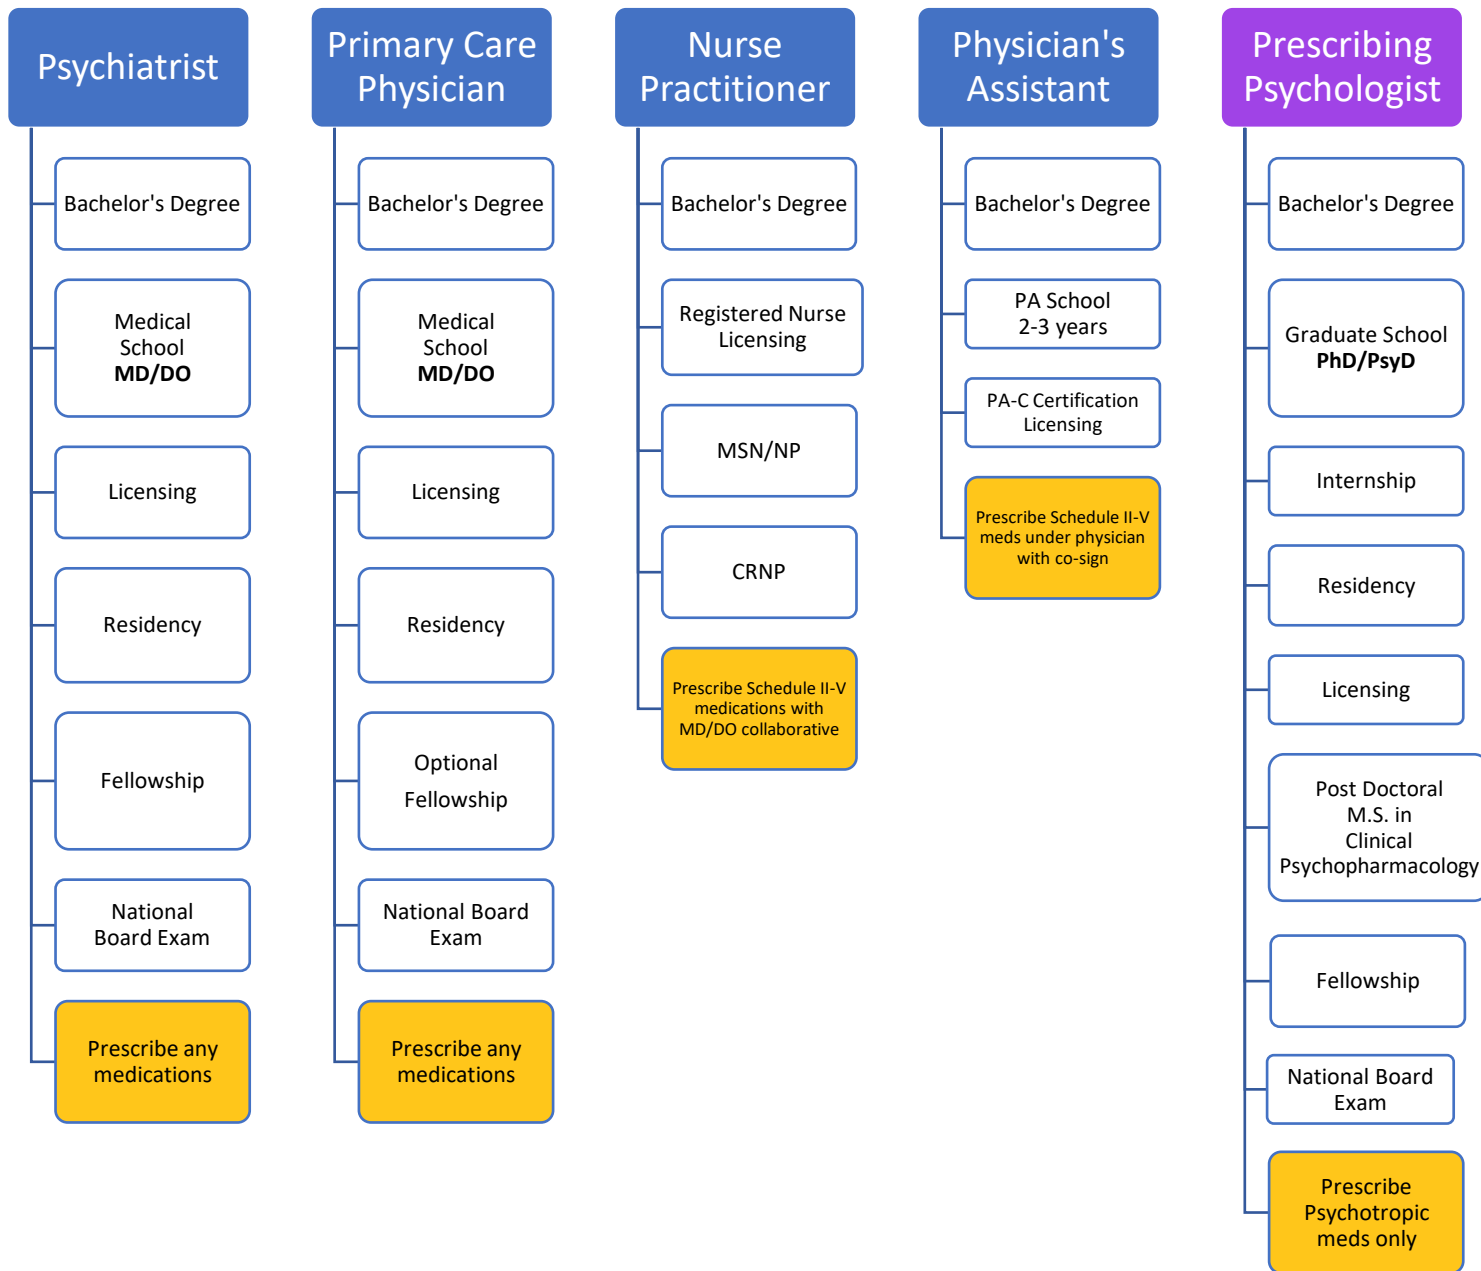 Psychiatrist
Bachelor's Degree
Medical
School
MD/DO
Licensing
Residency
Fellowship
National
Board Exam
Prescribe any
medications
Primary Care
Physician
Bachelor's Degree
Medical
School
MD/DO
Licensing
Residency
Optional
Fellowship
National Board
Exam
Prescribe any
medications
Nurse
Practitioner
Bachelor's Degree
Registered Nurse
Licensing
MSN/NP
CRNP
Prescribe Schedule II-V
medications with
MD/DO collaborative
Physician's
Assistant
Bachelor's Degree
PA School
2-3 years
PA-C Certification
Licensing
Prescribe Schedule II-V
meds under physician
with co-sign
Prescribing
Psychologist
Bachelor's Degree
Graduate School
PhD/PsyD
Internship
Residency
Licensing
Post Doctoral
M.S. in
Clinical
Psychopharmacology
Fellowship
National Board
Exam
Prescribe
Psychotropic
meds only